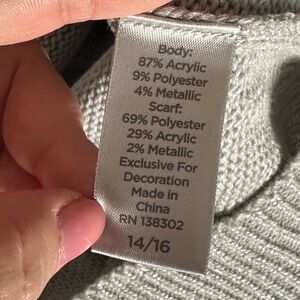 Body:
87% Acrylic
9% Polyester
4% Metallic
Scarf:
69% Polyester
29% Acrylic
2% Metallic
Exclusive For
Decoration
Made in
China
RN 138302
14/16